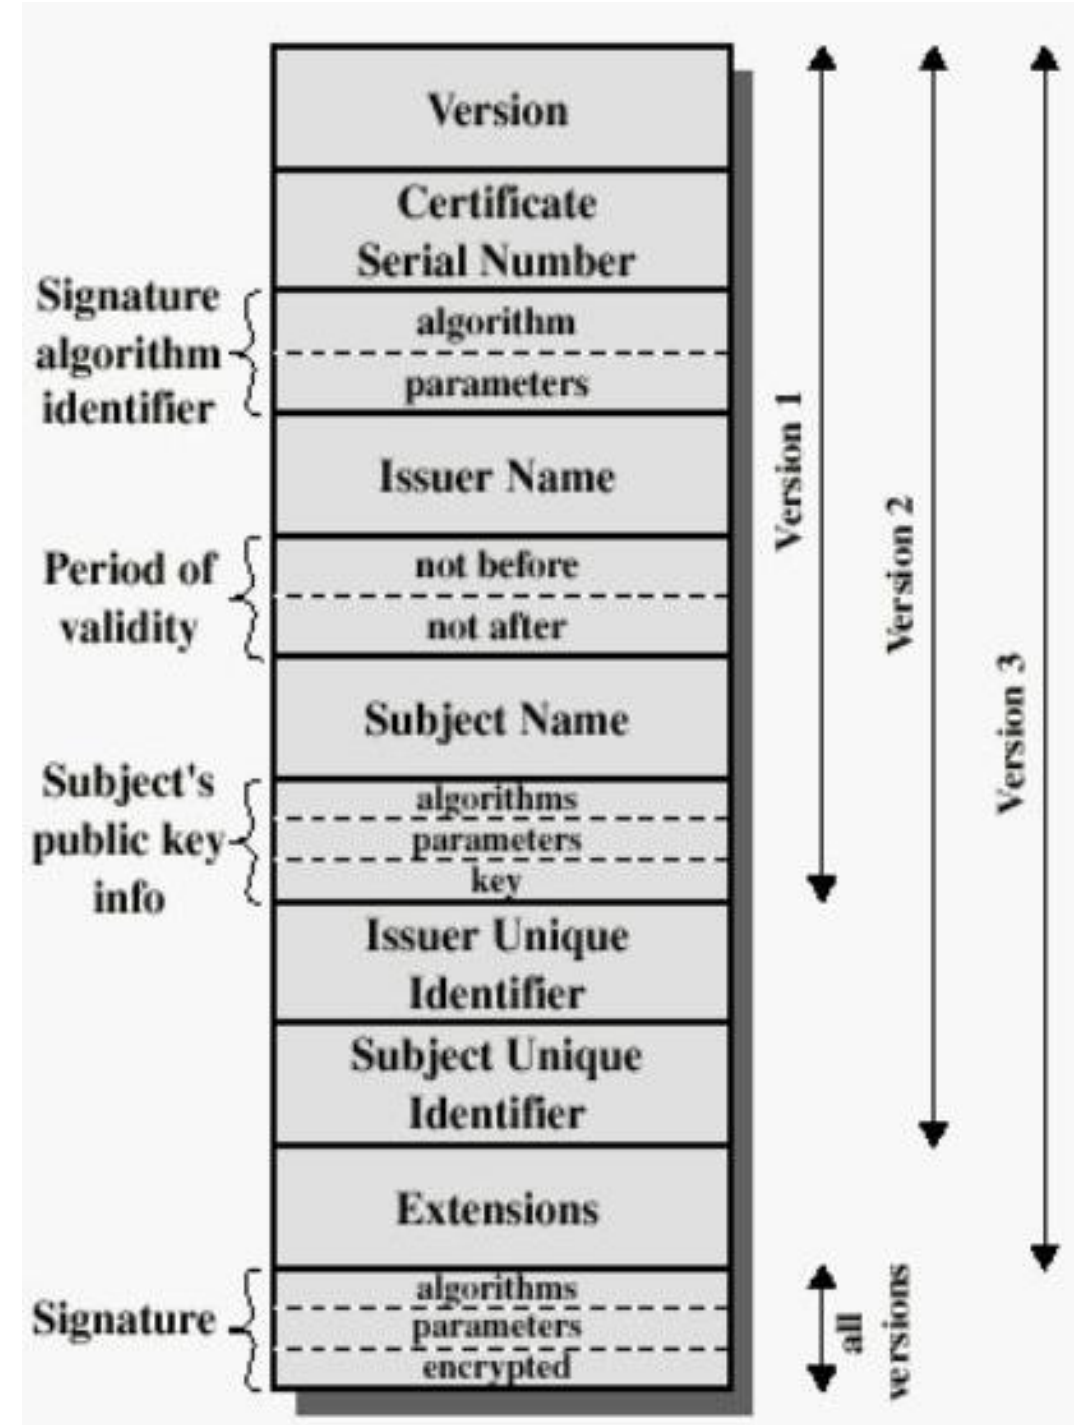 Version
Certificate
Serial Number
Signature
algorithm
identifier
algorithm
parameters
Issuer Name
Period of
validity
not before
not after
Subject Name
Subject's
public key
info
algorithms
parameters
key
Issuer Unique
Identifier
Subject Unique
Identifier
Extensions
Signature
algorithms
parameters
encrypted
Version 1
Version 2
Version 3
all
versions